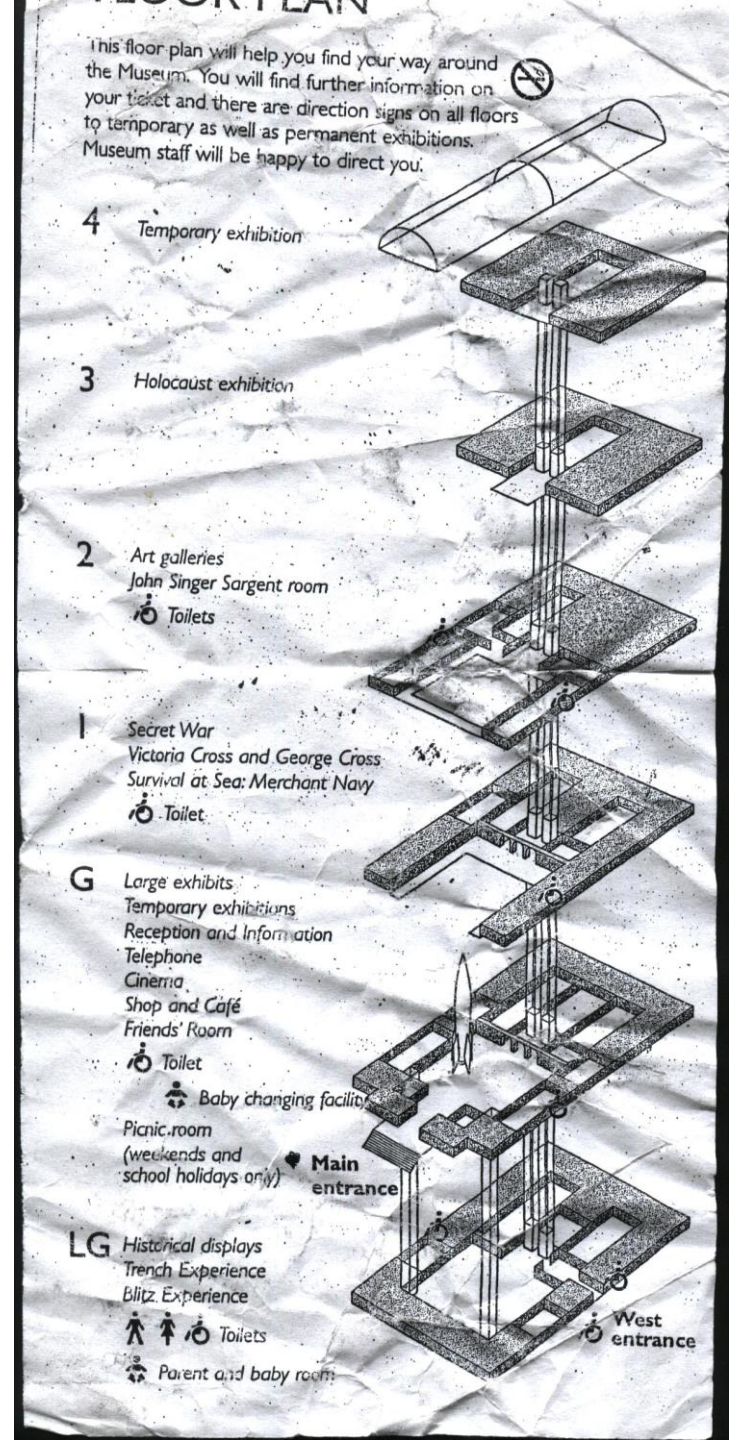 FLOOR PLAN
This floor plan will help you find your way around
the Museum. You will find further information on
your ticket and there are direction signs on all floors
to temporary as well as permanent exhibitions.
Museum staff will be happy to direct you.
4 Temporary exhibition
3 Holocaust exhibition
2 Art galleries
John Singer Sargent room
Toilets
1 Secret War
Victoria Cross and George Cross
Survival at Sea: Merchant Navy
Toilet
G Large exhibits
Temporary exhibitions
Reception and Information
Telephone
Cinema
Shop and Café
Friends' Room
Toilet
Baby changing facility
Picnic room
(weekends and
school holidays only)
Main
entrance
LG Historical displays
Trench Experience
Blitz Experience
Toilets
Parent and baby room
West
entrance